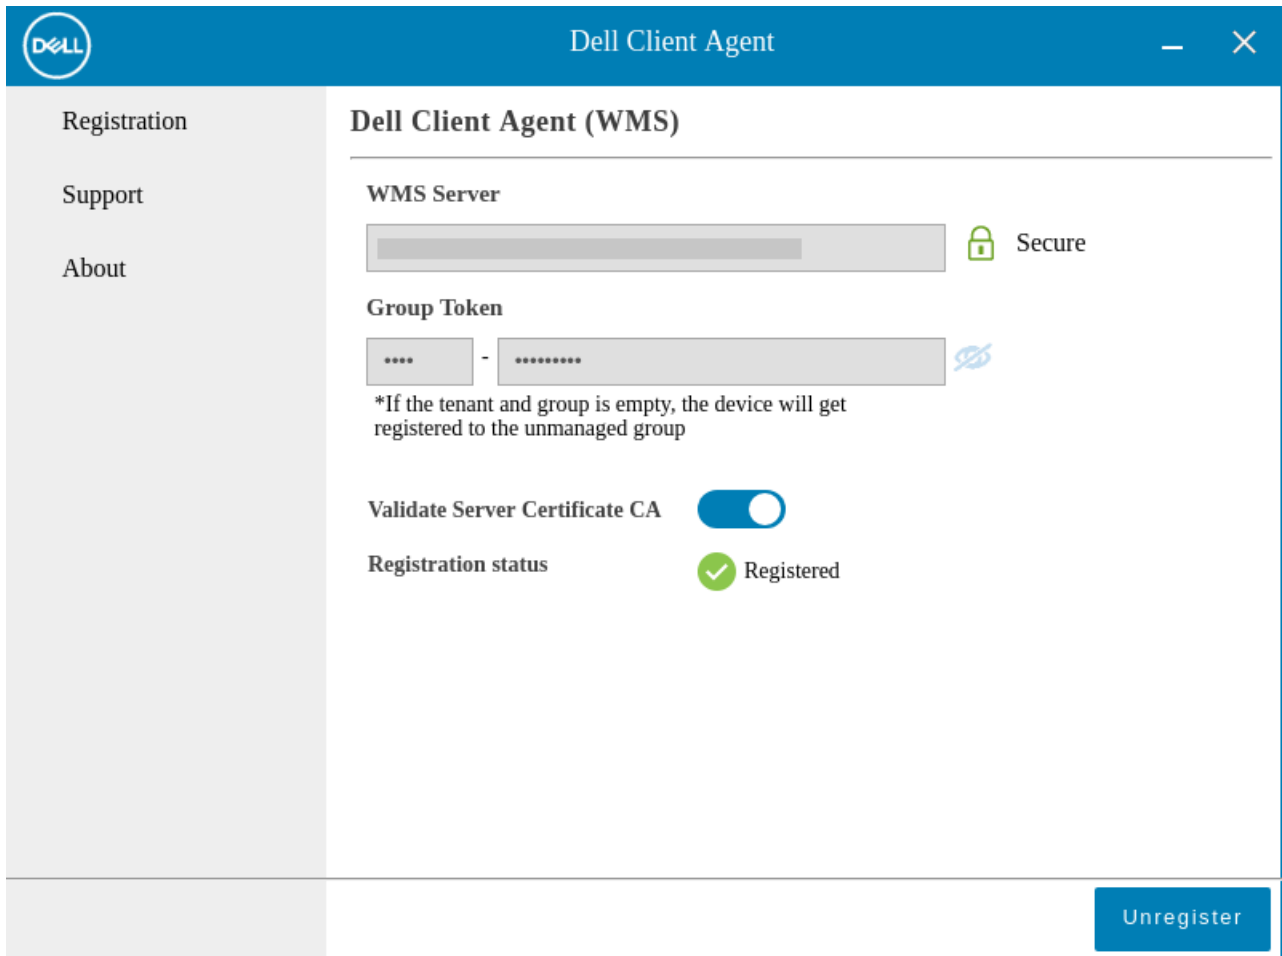 DELL
Dell Client Agent
Registration
Support
About
Dell Client Agent (WMS)
WMS Server
Secure
Group Token
•••• - •••••••••
*If the tenant and group is empty, the device will get
registered to the unmanaged group
Validate Server Certificate CA
Registration status
Registered
Unregister